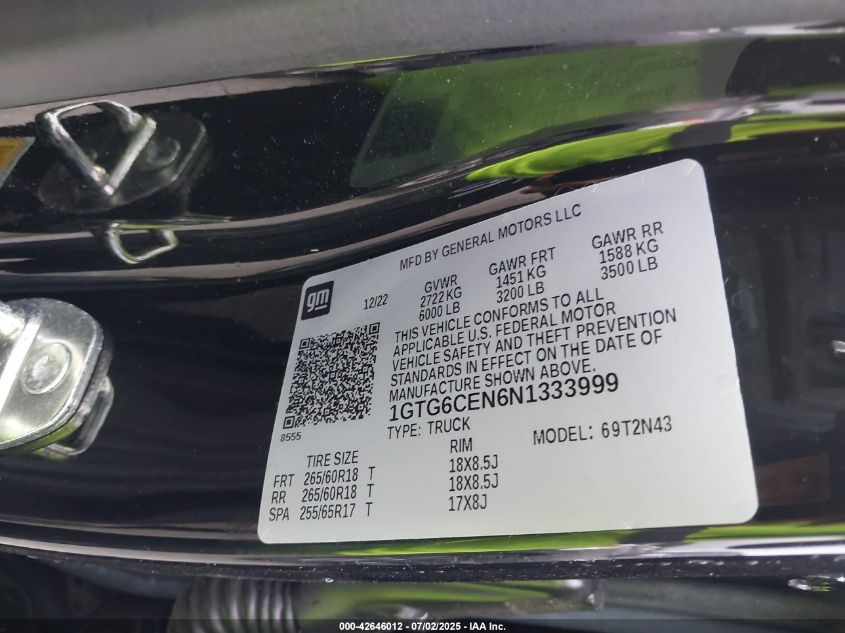 MFD BY GENERAL MOTORS LLC
gm
12/22
GVWR GAWR FRT GAWR RR
2722 KG 1451 KG 1588 KG
6000 LB 3200 LB 3500 LB
THIS VEHICLE CONFORMS TO ALL
APPLICABLE U.S. FEDERAL MOTOR
VEHICLE SAFETY AND THEFT PREVENTION
STANDARDS IN EFFECT ON THE DATE OF
MANUFACTURE SHOWN ABOVE.
1GTG6CEN6N1333999
8555
TYPE: TRUCK MODEL: 69T2N43
TIRE SIZE RIM
FRT 265/60R18 T 18X8.5J
RR 265/60R18 T 18X8.5J
SPA 255/65R17 T 17X8J
000-42646012 - 07/02/2025 - IAA Inc.